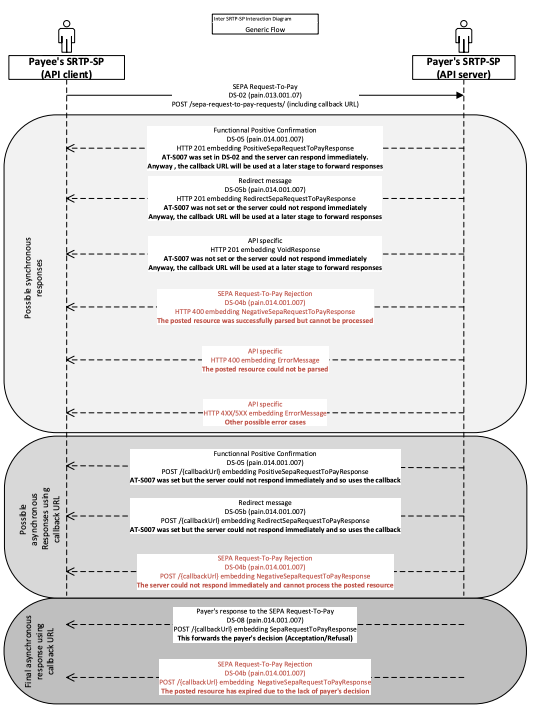 Inter SRTP-SP Interaction Diagram
Generic Flow
Payee's SRTP-SP
(API client)
Payer's SRTP-SP
(API server)
SEPA Request-To-Pay
DS-02 (pain.013.001.07)
POST /sepa-request-to-pay-requests/ (including callback URL)
Possible synchronous
responses
Functionnal Positive Confirmation
DS-05 (pain.014.001.007)
HTTP 201 embedding PositiveSepaRequestToPayResponse
AT-S007 was set in DS-02 and the server can respond immediately.
Anyway , the callback URL will be used at a later stage to forward responses
Redirect message
DS-05b (pain.014.001.007)
HTTP 201 embedding RedirectSepaRequestToPayResponse
AT-S007 was not set or the server could not respond immediately
Anyway, the callback URL will be used at a later stage to forward responses
API specific
HTTP 201 embedding VoidResponse
AT-S007 was not set or the server could not respond immediately
Anyway, the callback URL will be used at a later stage to forward responses
SEPA Request-To-Pay Rejection
DS-04b (pain.014.001.007)
HTTP 400 embedding NegativeSepaRequestToPayResponse
The posted resource was successfully parsed but cannot be processed
API specific
HTTP 400 embedding ErrorMessage
The posted resource could not be parsed
API specific
HTTP 4XX/5XX embedding ErrorMessage
Other possible error cases
Possible
asynchronous
Responses using
callback URL
Functionnal Positive Confirmation
DS-05 (pain.014.001.007)
POST /{callbackUrl} embedding PositiveSepaRequestToPayResponse
AT-S007 was set but the server could not respond immediately and so uses the callback
Redirect message
DS-05b (pain.014.001.007)
POST /{callbackUrl} embedding RedirectSepaRequestToPayResponse
AT-S007 was set but the server could not respond immediately and so uses the callback
SEPA Request-To-Pay Rejection
DS-04b (pain.014.001.007)
POST /{callbackUrl} embedding NegativeSepaRequestToPayResponse
The server could not respond immediately and cannot process the posted resource
Final asynchronous
response using
callback URL
Payer's response to the SEPA Request-To-Pay
DS-08 (pain.014.001.007)
POST /{callbackUrl} embedding SepaRequestToPayResponse
This forwards the payer's decision (Acceptation/Refusal)
SEPA Request-To-Pay Rejection
DS-04b (pain.014.001.007)
POST /{callbackUrl} embedding NegativeSepaRequestToPayResponse
The posted resource has expired due to the lack of payer's decision